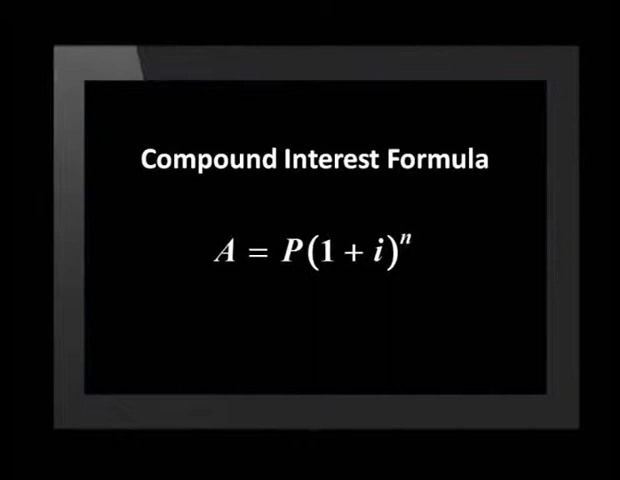 Compound Interest Formula
A = P(1 + i)ⁿ